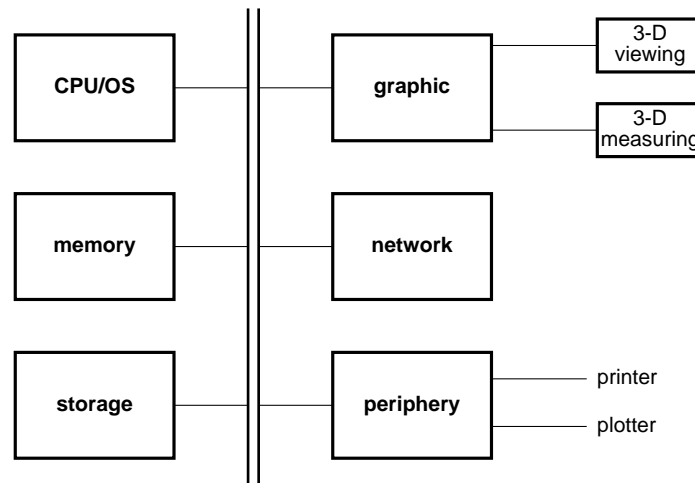 CPU/OS
graphic
3-D
viewing
3-D
measuring
memory
network
storage
periphery
printer
plotter